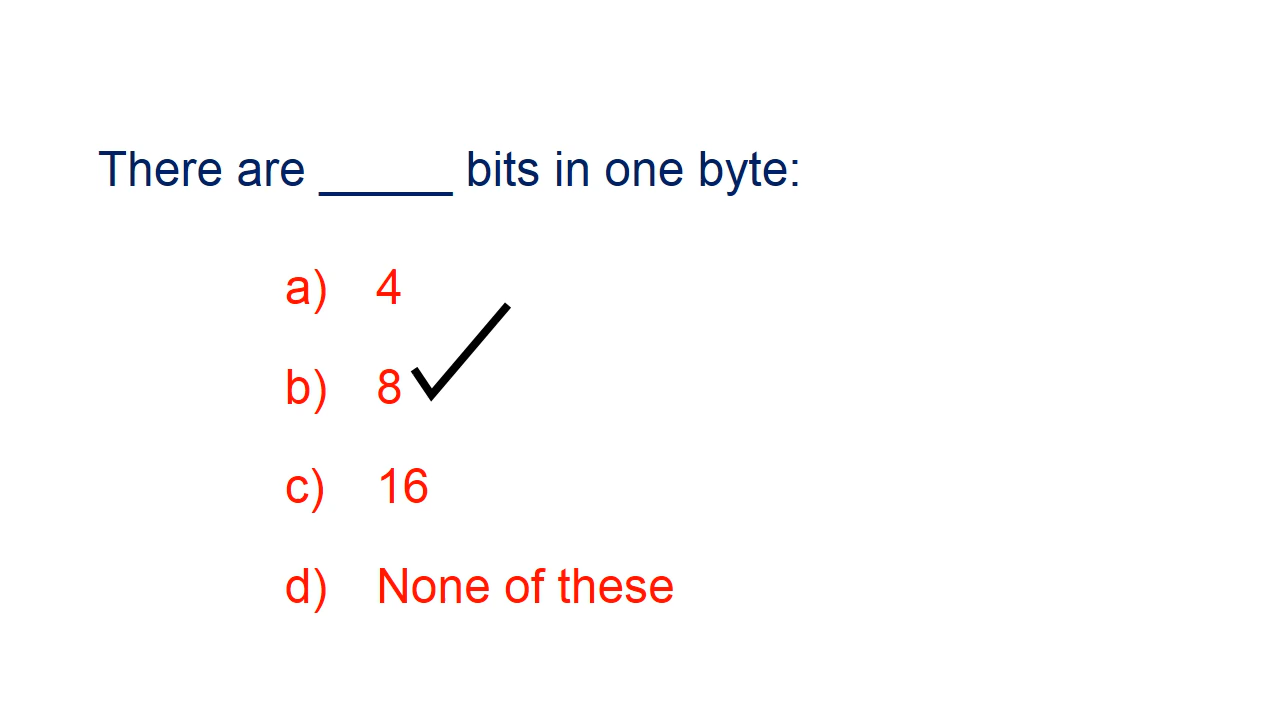 There are _____ bits in one byte:
a) 4
b) 8
c) 16
d) None of these